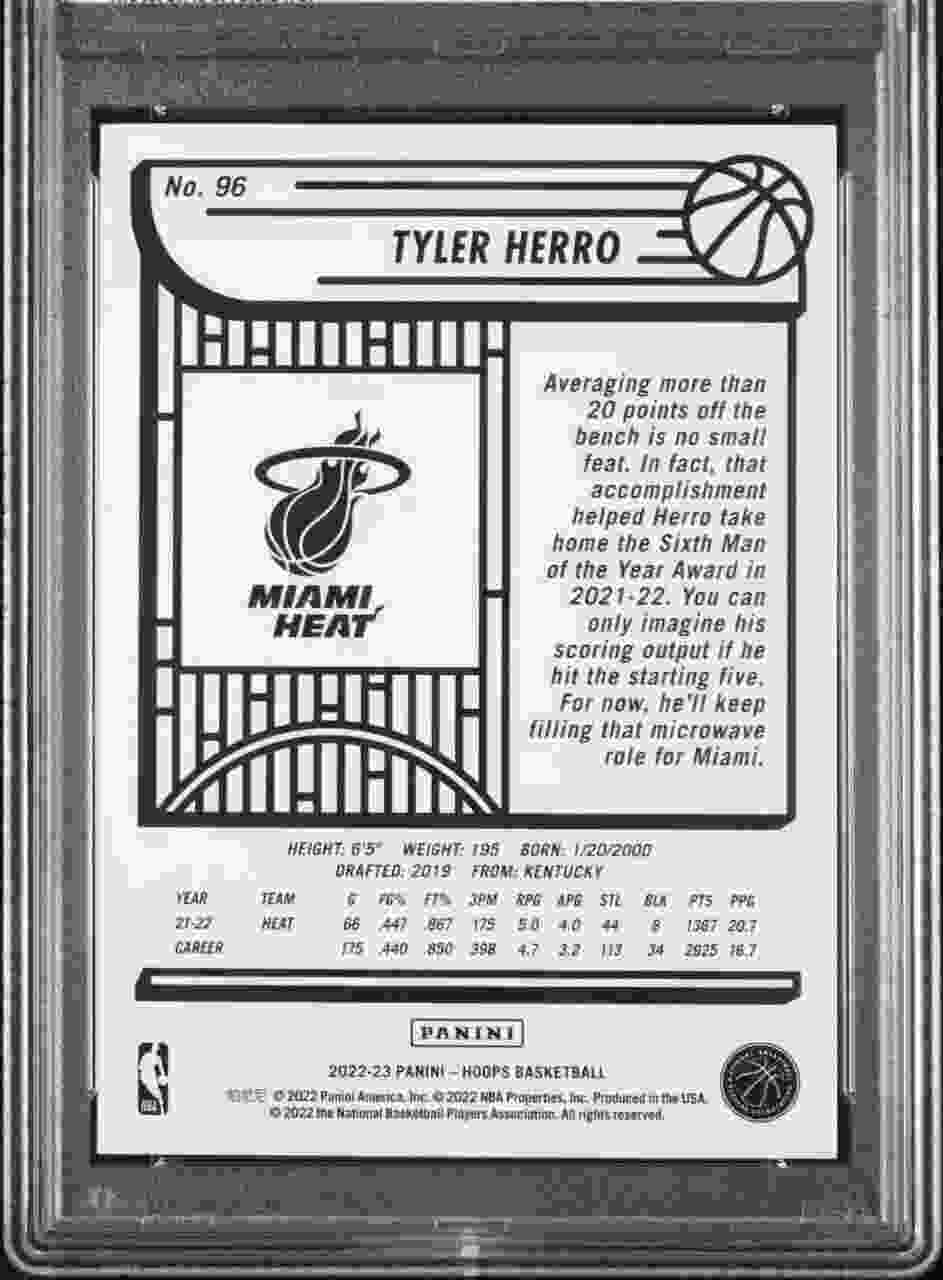 No. 96
TYLER HERRO
MIAMI
HEAT
Averaging more than
20 points off the
bench is no small
feat. In fact, that
accomplishment
helped Herro take
home the Sixth Man
of the Year Award in
2021-22. You can
only imagine his
scoring output if he
hit the starting five.
For now, he'll keep
filling that microwave
role for Miami.
HEIGHT: 6'5" WEIGHT: 195 BORN: 1/20/2000
DRAFTED: 2019 FROM: KENTUCKY
YEAR TEAM G FG% FT% 3PM RPG APG STL BLK PTS PPG
21-22 HEAT 66 .447 .867 175 5.0 4.0 44 8 1367 20.7
CAREER 175 .440 .850 398 4.7 3.2 113 34 2925 16.7
PANINI
2022-23 PANINI – HOOPS BASKETBALL
© 2022 Panini America, Inc. © 2022 NBA Properties, Inc. Produced in the USA.
© 2022 the National Basketball Players Association. All rights reserved.
NBA